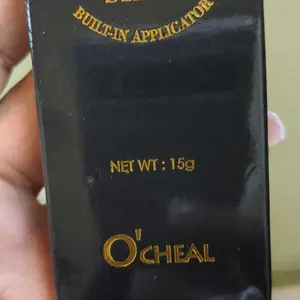 BUILT-IN APPLICATOR
NET WT : 15g
O'CHEAL